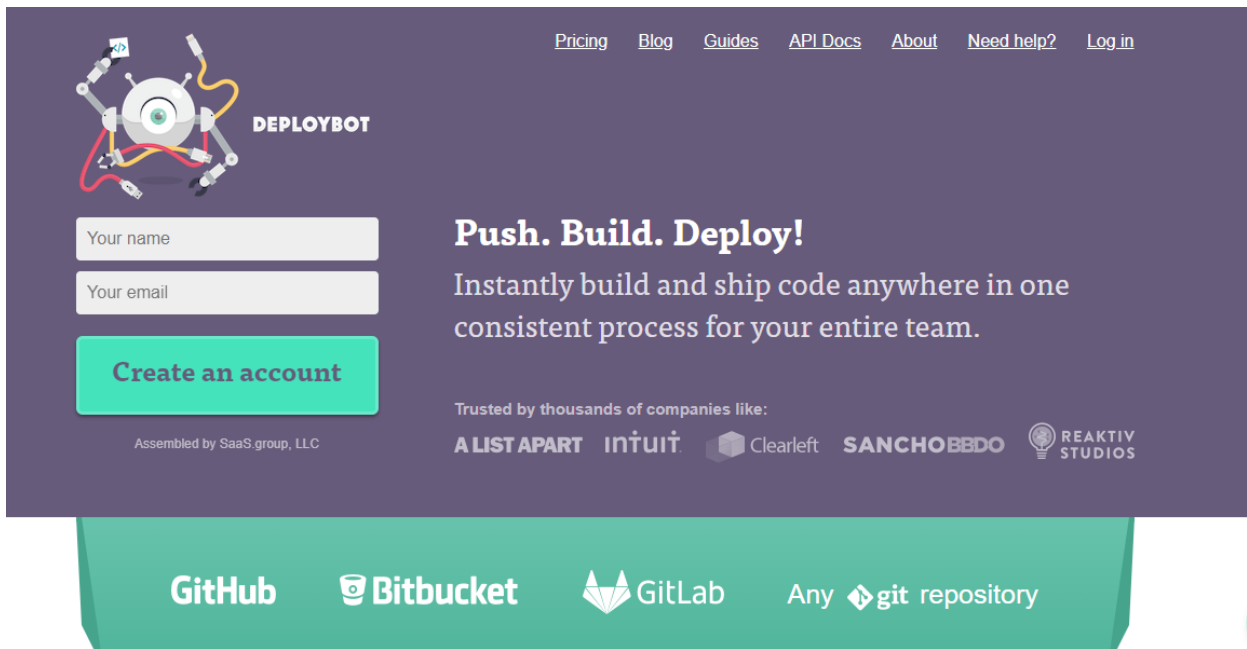 Pricing Blog Guides API Docs About Need help? Log in
</>
DEPLOYBOT
Your name
Your email
Create an account
Assembled by SaaS.group, LLC
Push. Build. Deploy!
Instantly build and ship code anywhere in one
consistent process for your entire team.
Trusted by thousands of companies like:
A LIST APART INTUIT. Clearleft SANCHOBBDO REAKTIV
STUDIOS
GitHub Bitbucket GitLab Any git repository